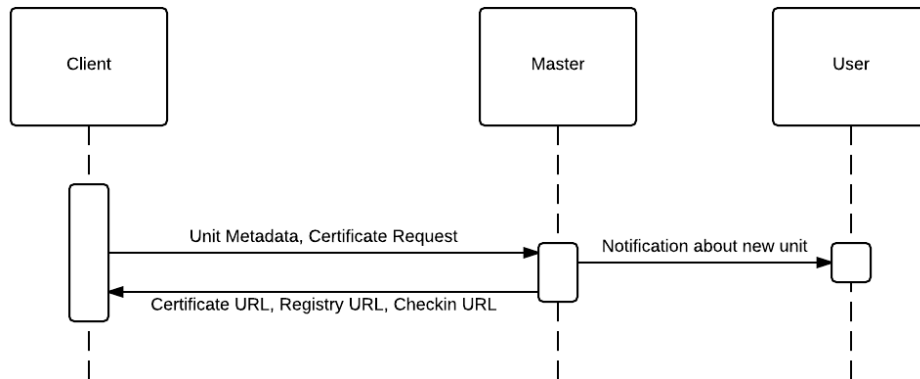 Client
Master
User
Unit Metadata, Certificate Request
Notification about new unit
Certificate URL, Registry URL, Checkin URL